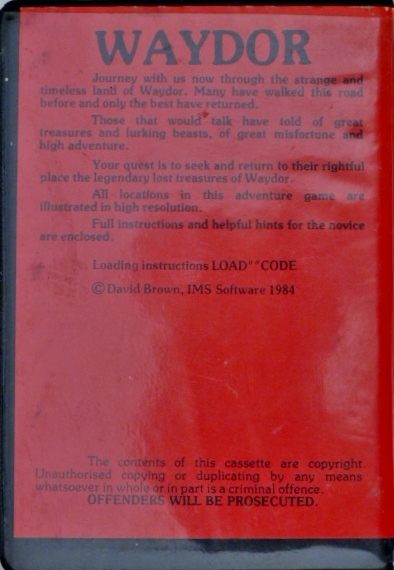 WAYDOR
Journey with us now through the strange and
timeless land of Waydor. Many have walked this road
before and only the best have returned.
Those that would talk have told of great
treasures and lurking beasts, of great misfortune and
high adventure.
Your quest is to seek and return to their rightful
place the legendary lost treasures of Waydor.
All locations in this adventure game are
illustrated in high resolution.
Full instructions and helpful hints for the novice
are enclosed.
Loading instructions LOAD""CODE
© David Brown, IMS Software 1984
The contents of this cassette are copyright
Unauthorised copying or duplicating by any means
whatsoever in whole or in part is a criminal offence.
OFFENDERS WILL BE PROSECUTED.